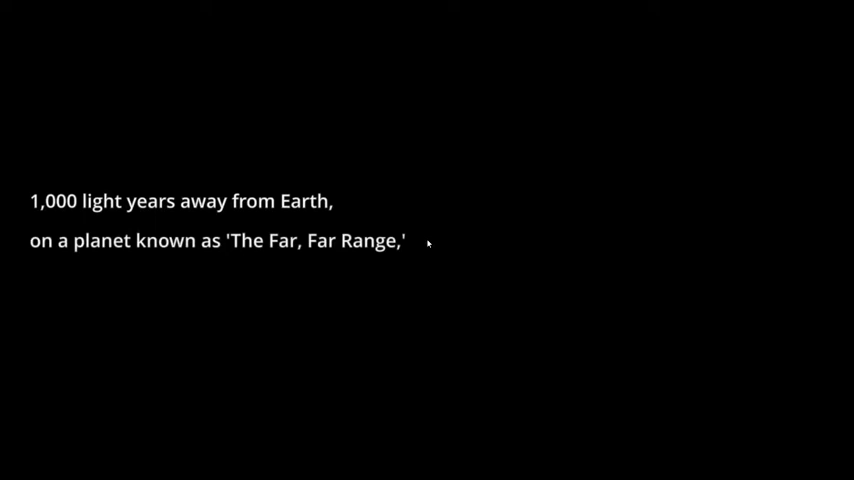 1,000 light years away from Earth,
on a planet known as 'The Far, Far Range,'